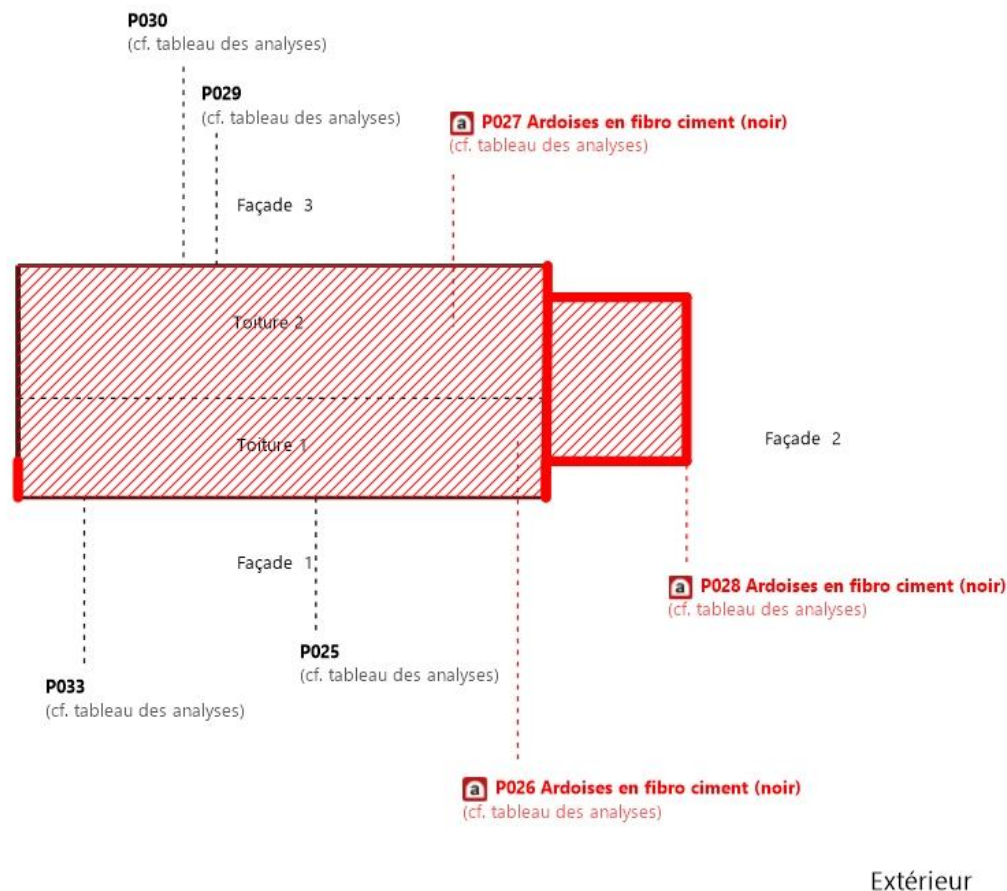 P030
(cf. tableau des analyses)
P029
(cf. tableau des analyses)
a P027 Ardoises en fibro ciment (noir)
(cf. tableau des analyses)
Façade 3
Toiture 2
Toiture 1
Façade 2
Façade 1
a P028 Ardoises en fibro ciment (noir)
(cf. tableau des analyses)
P025
(cf. tableau des analyses)
P033
(cf. tableau des analyses)
a P026 Ardoises en fibro ciment (noir)
(cf. tableau des analyses)
Extérieur